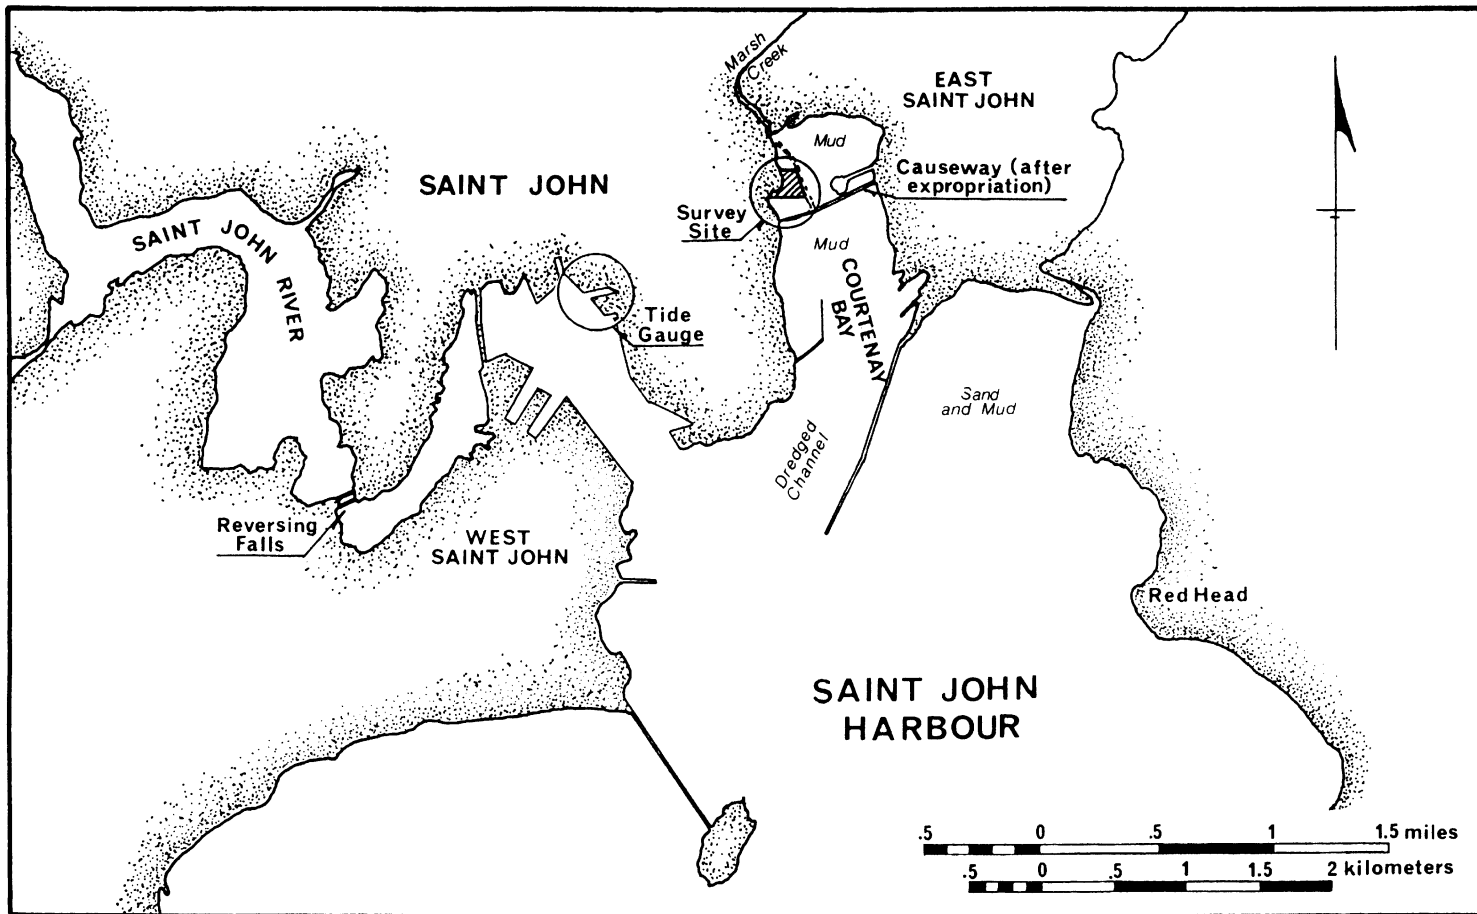 Marsh
Creek
EAST
SAINT JOHN
Mud
Causeway (after
expropriation)
SAINT JOHN
Survey
Site
SAINT JOHN RIVER
Mud
COURTENAY
BAY
Tide
Gauge
Sand
and Mud
Dredged
Channel
Reversing
Falls
WEST
SAINT JOHN
Red Head
SAINT JOHN
HARBOUR
.5 0 .5 1 1.5 miles
.5 0 .5 1 1.5 2 kilometers